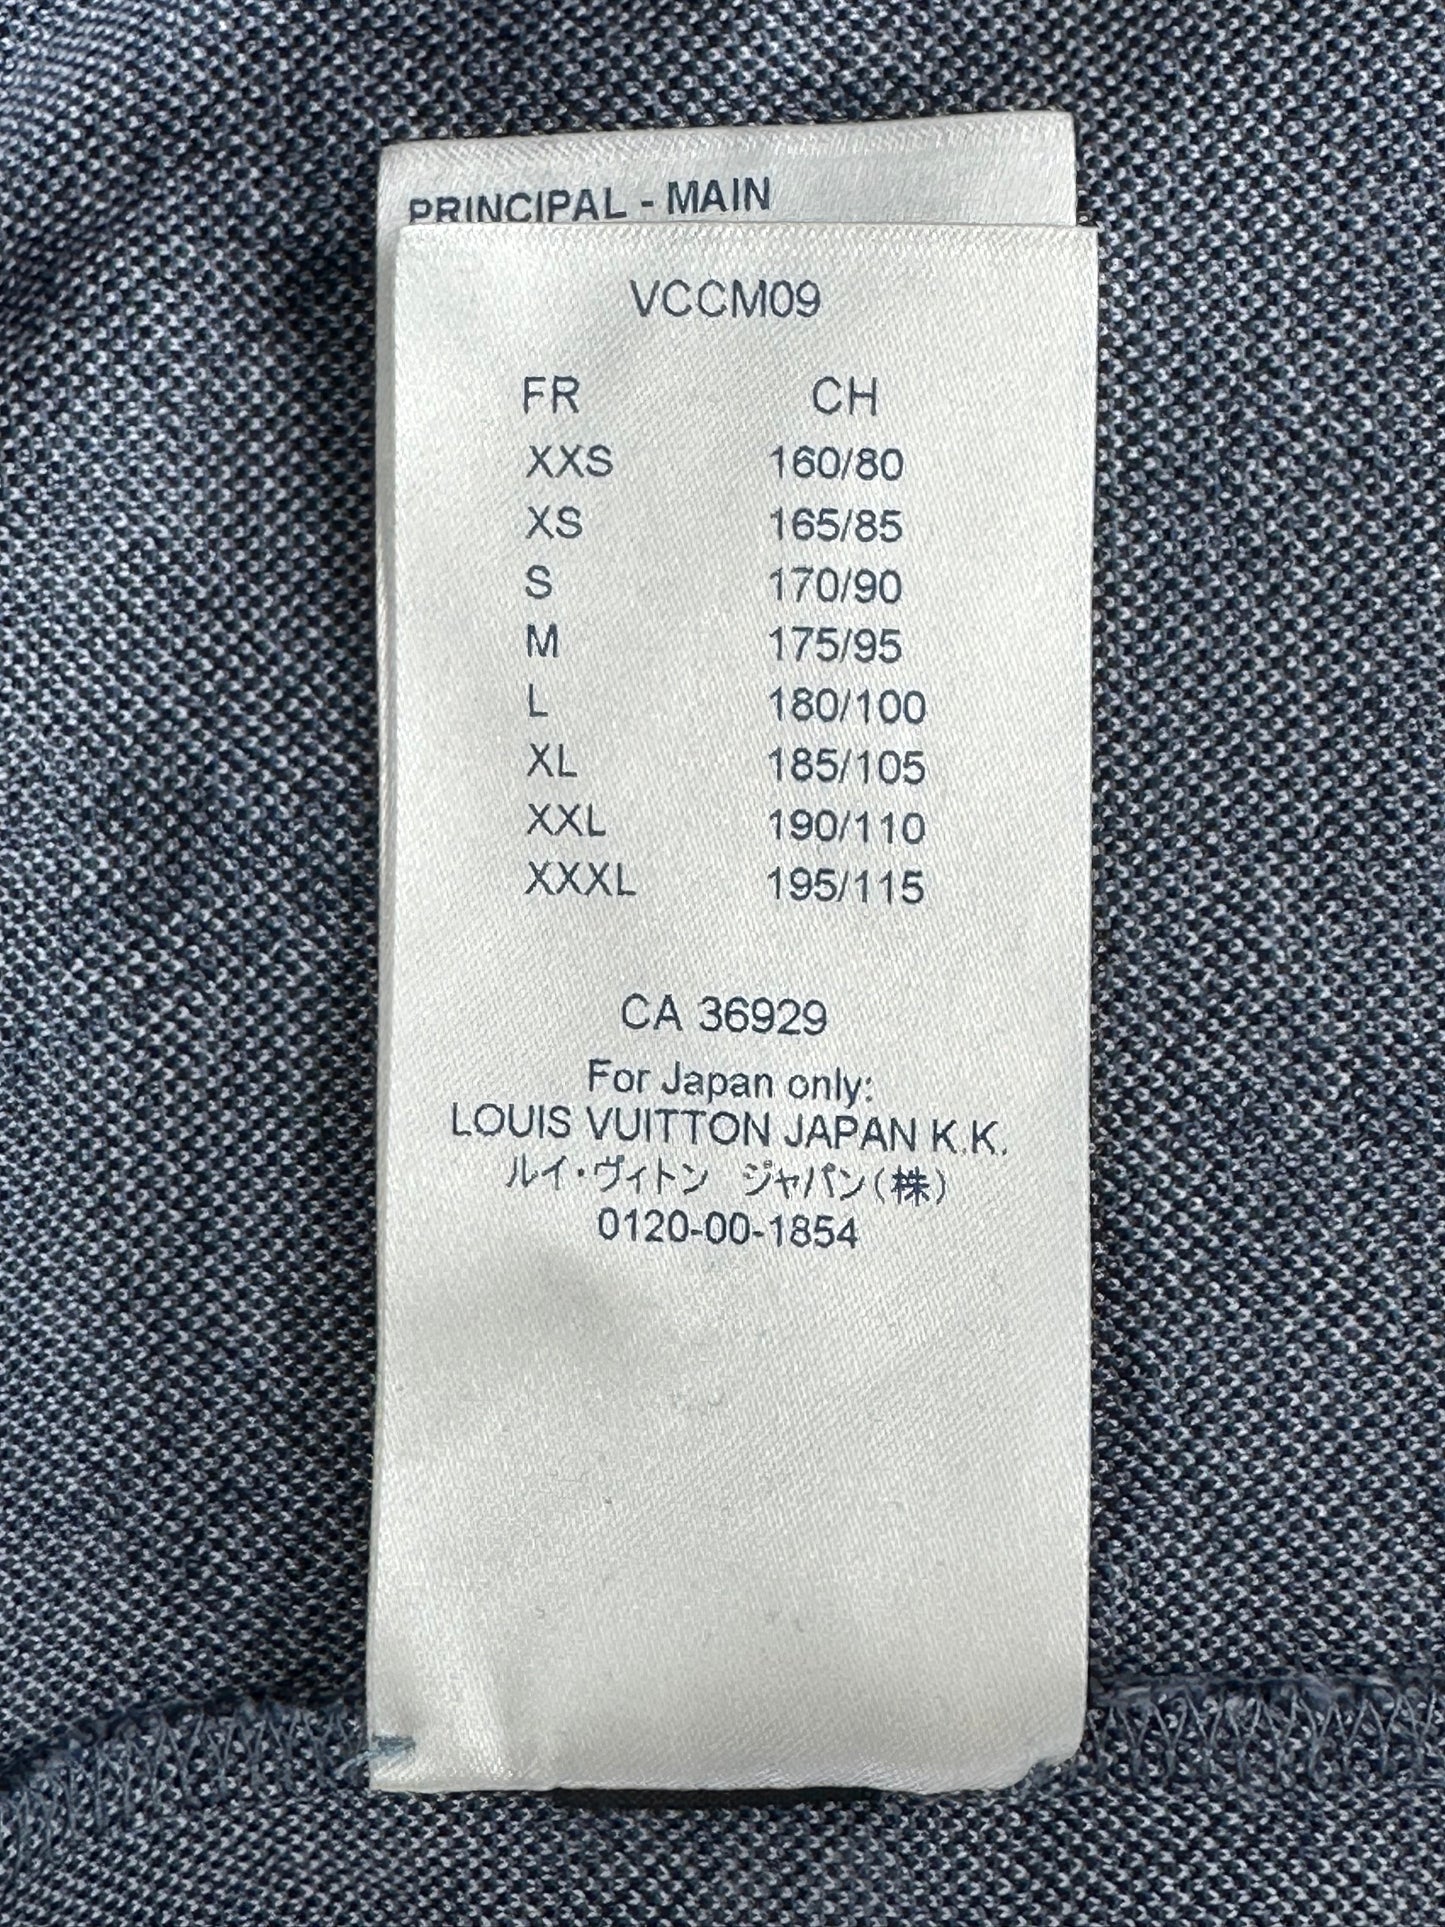 PRINCIPAL - MAIN
VCCM09
FR CH
XXS 160/80
XS 165/85
S 170/90
M 175/95
L 180/100
XL 185/105
XXL 190/110
XXXL 195/115
CA 36929
For Japan only:
LOUIS VUITTON JAPAN K.K.
ルイ・ヴィトン ジャパン(株)
0120-00-1854